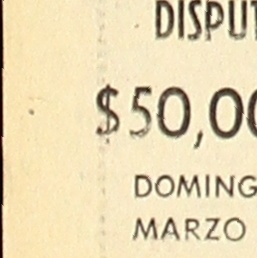 DISPUT
$50,00
DOMING
MARZO